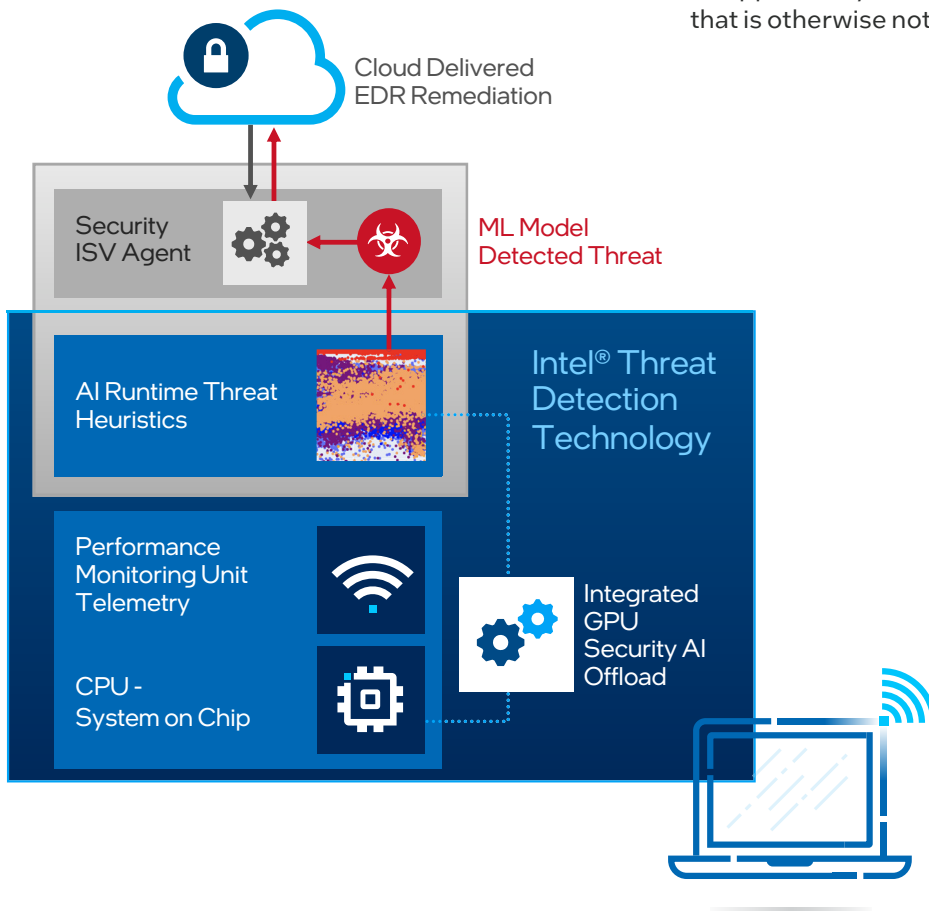 that is otherwise not
Cloud Delivered
EDR Remediation
Security
ISV Agent
ML Model
Detected Threat
AI Runtime Threat
Heuristics
Intel® Threat
Detection
Technology
Performance
Monitoring Unit
Telemetry
Integrated
GPU
Security AI
Offload
CPU -
System on Chip